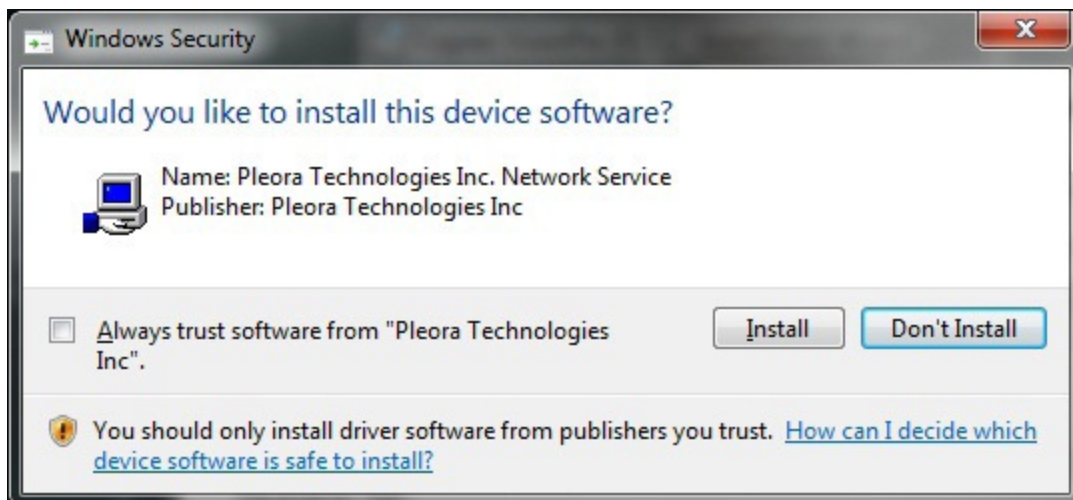 Windows Security
Would you like to install this device software?
Name: Pleora Technologies Inc. Network Service
Publisher: Pleora Technologies Inc
Always trust software from "Pleora Technologies
Inc".
Install
Don't Install
You should only install driver software from publishers you trust. How can I decide which
device software is safe to install?